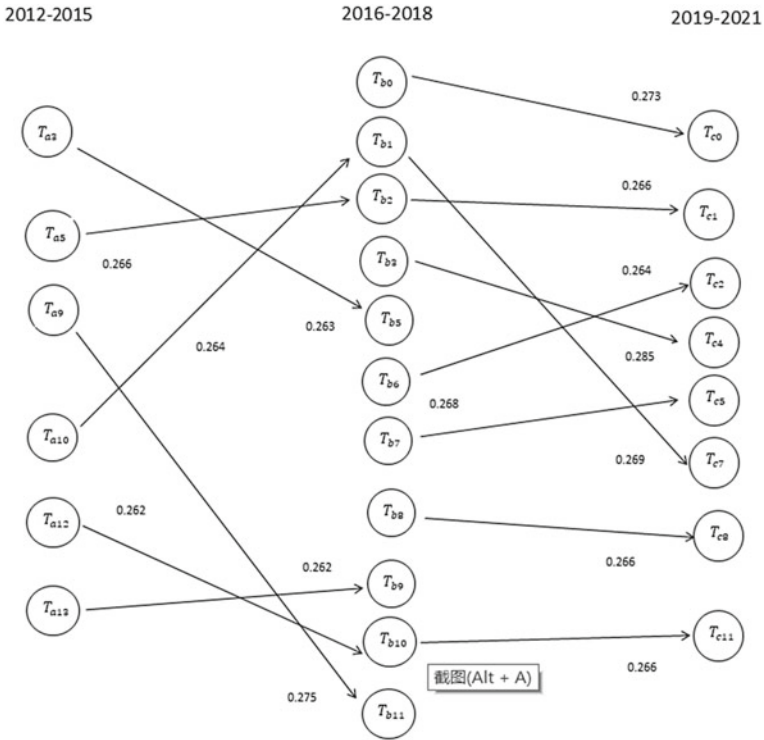 2012-2015
2016-2018
2019-2021
Tb0
0.273
Ta3
Tb1
Tc0
Tb2
0.266
Tc1
Ta5
0.266
Tb3
0.264
Tc2
Ta9
0.263
Tb5
0.264
Tc4
0.285
Tb6
0.268
Tc5
Ta10
Tb7
0.269
Tc7
0.262
Ta12
Tb8
Tc8
0.262
0.266
Tb9
Ta13
Tb10
Tc11
0.266
截图(Alt + A)
0.275
Tb11